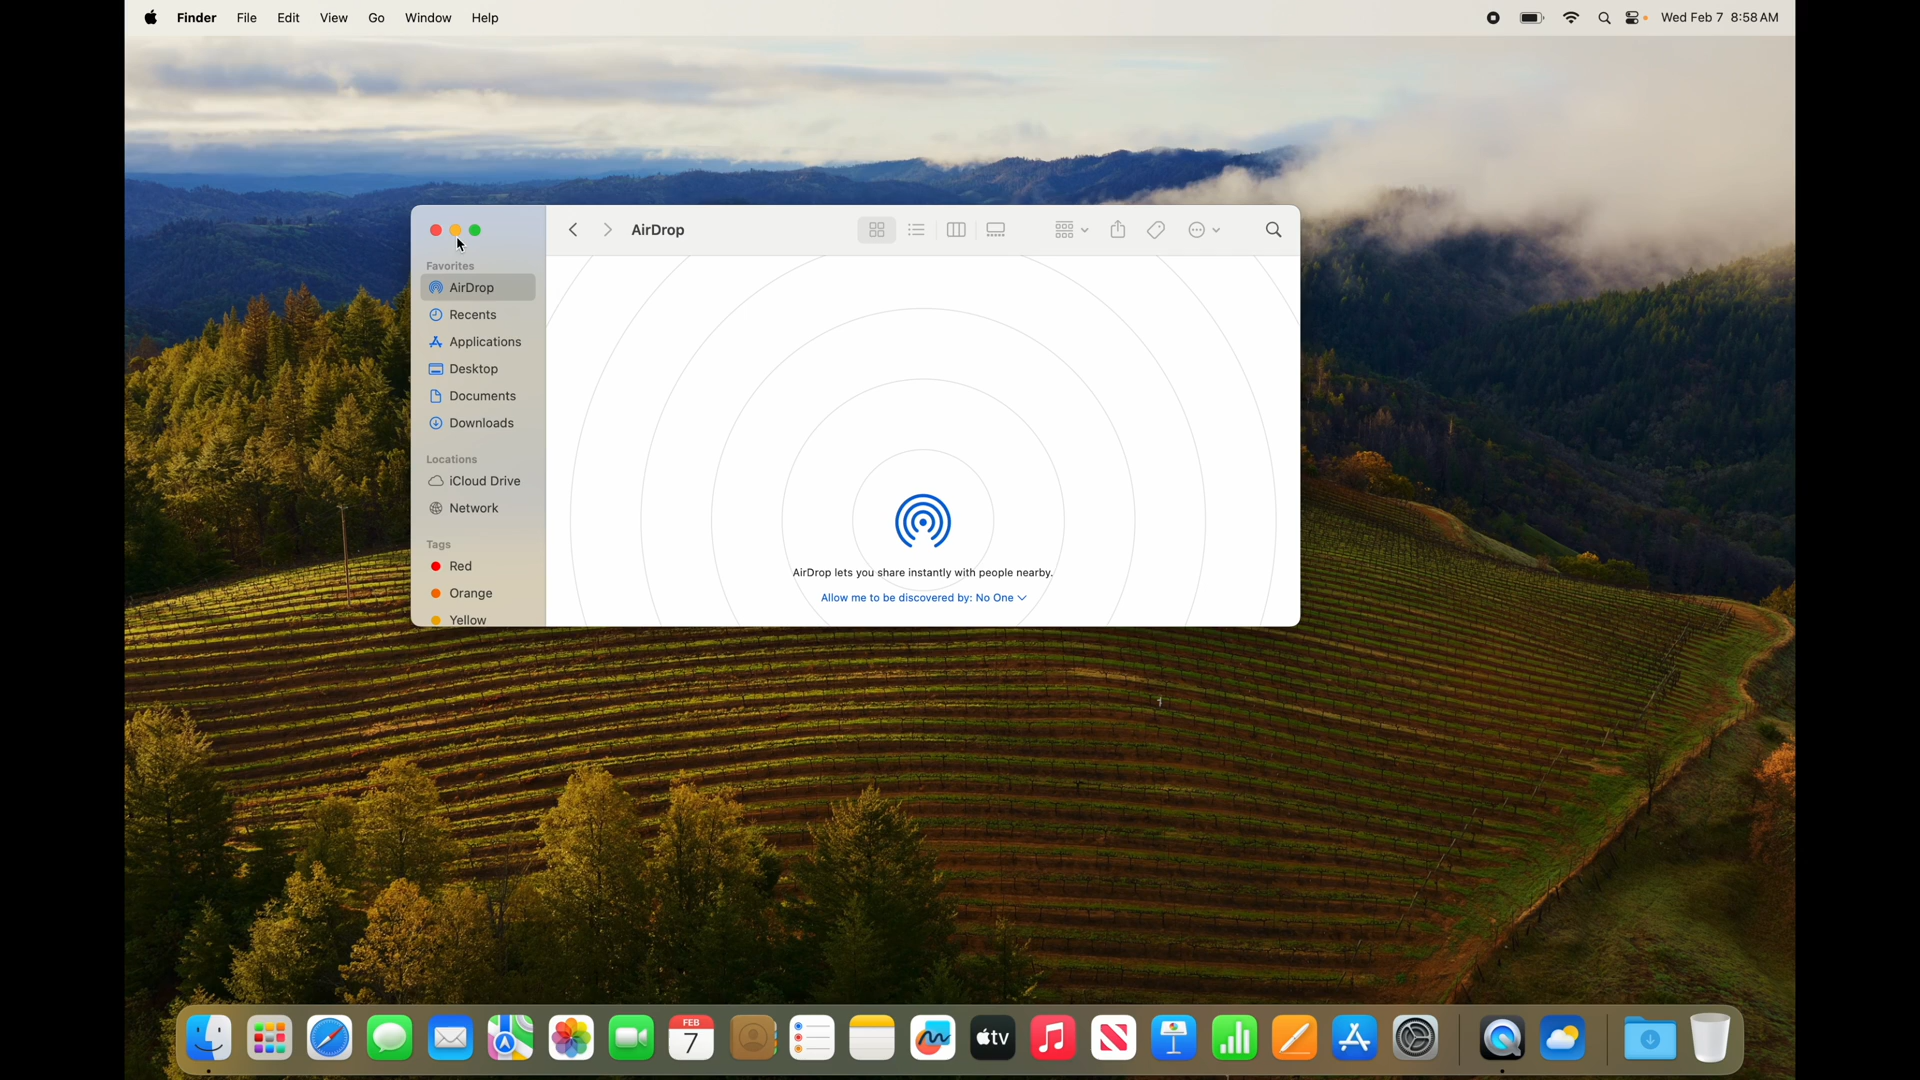 Finder File Edit View Go Window Help
Wed Feb 7 8:58 AM
AirDrop
Favorites
AirDrop
Recents
Applications
Desktop
Documents
Downloads
Locations
iCloud Drive
Network
Tags
Red
Orange
Yellow
AirDrop lets you share instantly with people nearby.
Allow me to be discovered by: No One
FEB
7
tv